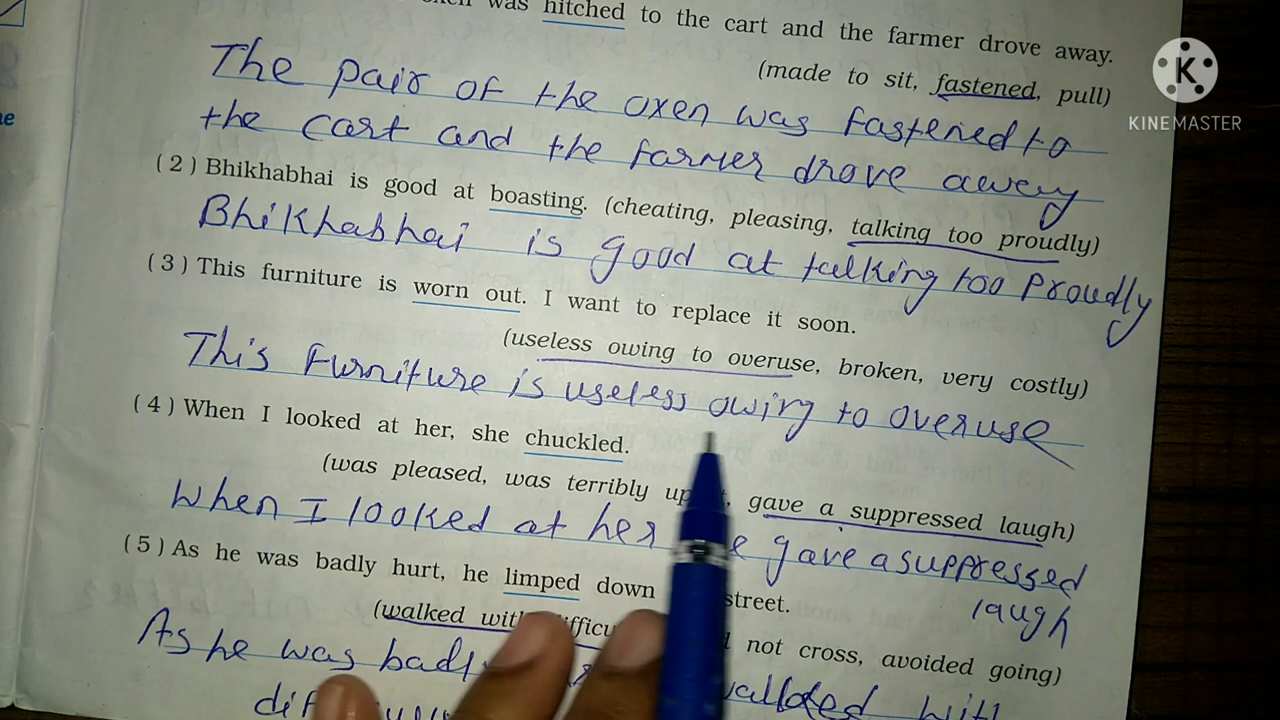 was hitched to the cart and the farmer drove away.
(made to sit, fastened, pull)
The pair of the oxen was fastened to
the cart and the farmer drove away
(2) Bhikhabhai is good at boasting. (cheating, pleasing, talking too proudly)
Bhikhabhai is good at talking too Proudly
(3) This furniture is worn out. I want to replace it soon.
(useless owing to overuse, broken, very costly)
This Furniture is useless owing to overuse
(4) When I looked at her, she chuckled.
(was pleased, was terribly gave a suppressed laugh)
When I looked at her gave a suppressed
laugh
(5) As he was badly hurt, he limped down street.
(walked not cross, avoided going)
As he was
KINEMASTER